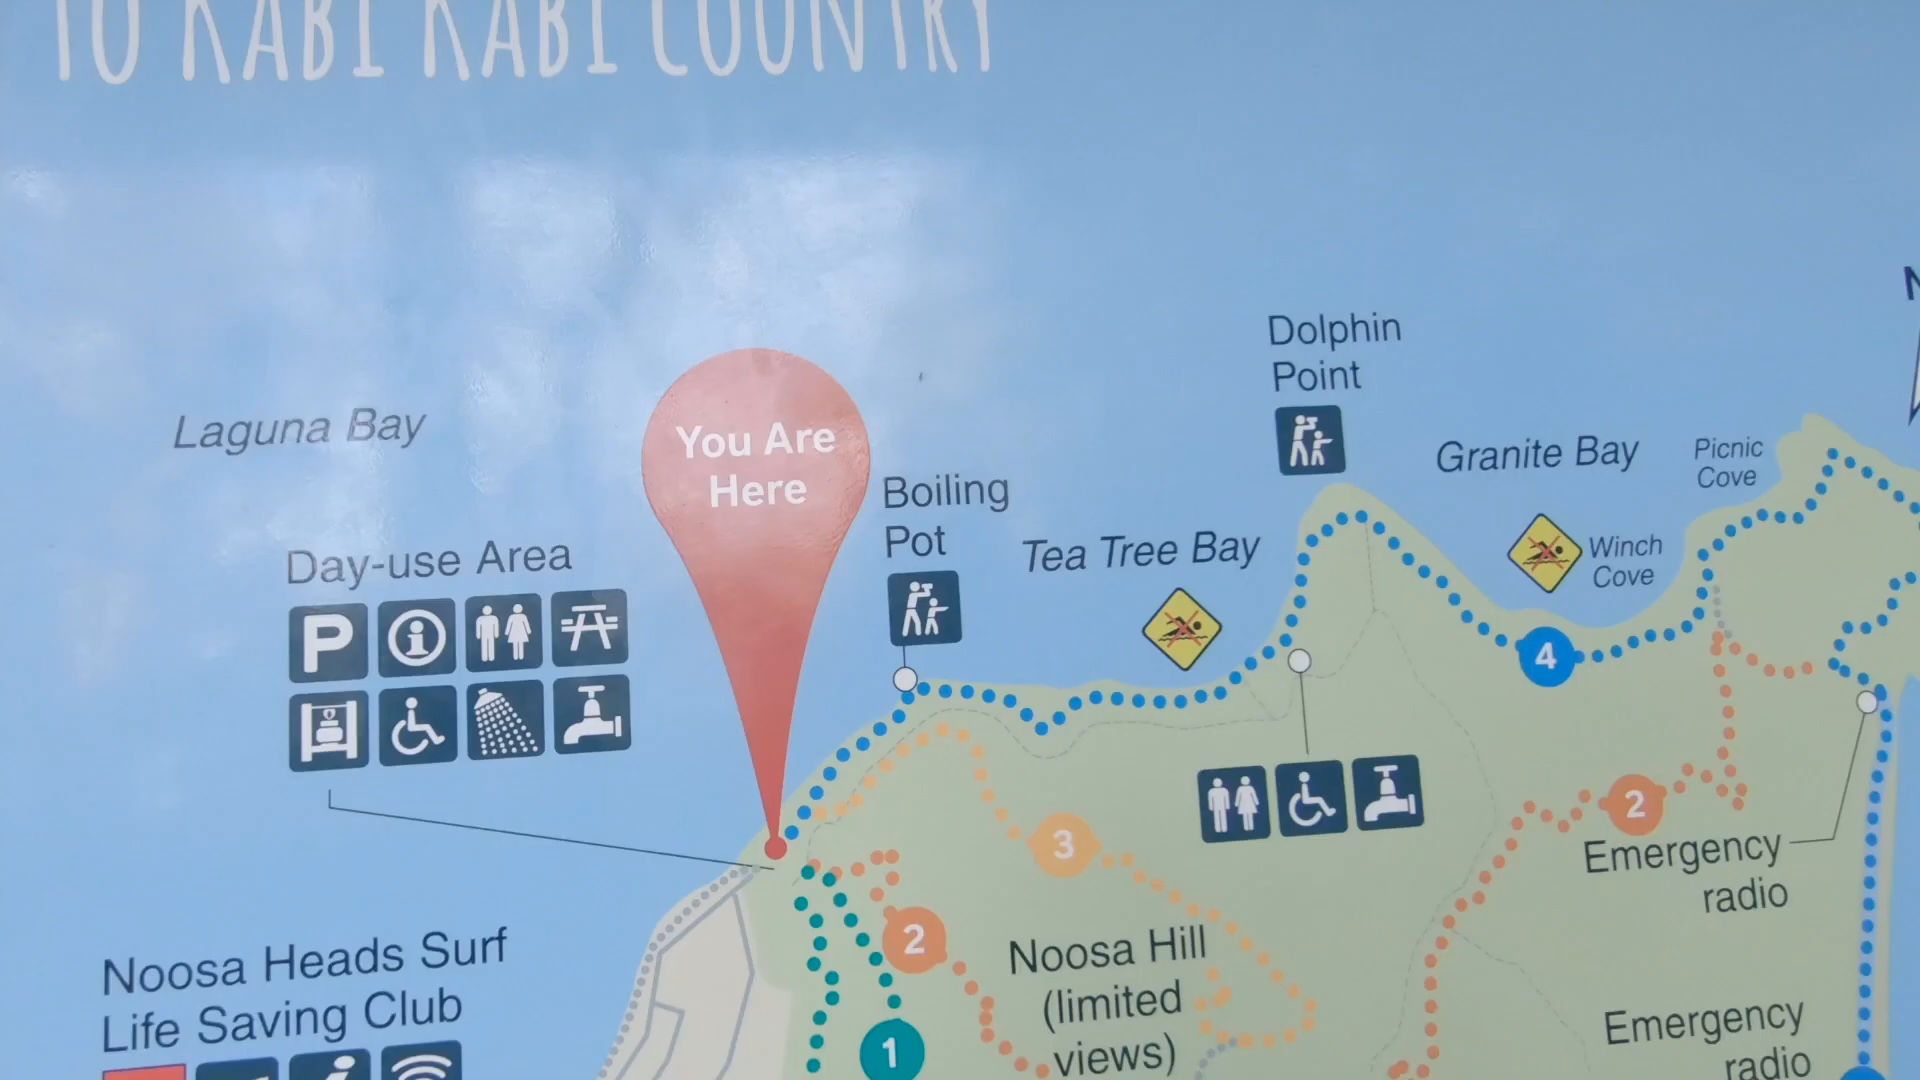 TO KABI KABI COUNTRY
N
Dolphin
Point
Laguna Bay
You Are
Here
Granite Bay
Picnic
Cove
Boiling
Pot
Tea Tree Bay
Winch
Cove
Day-use Area
P
i
4
2
3
Emergency
radio
2
Noosa Hill
(limited
views)
Noosa Heads Surf
Life Saving Club
1
Emergency
radio